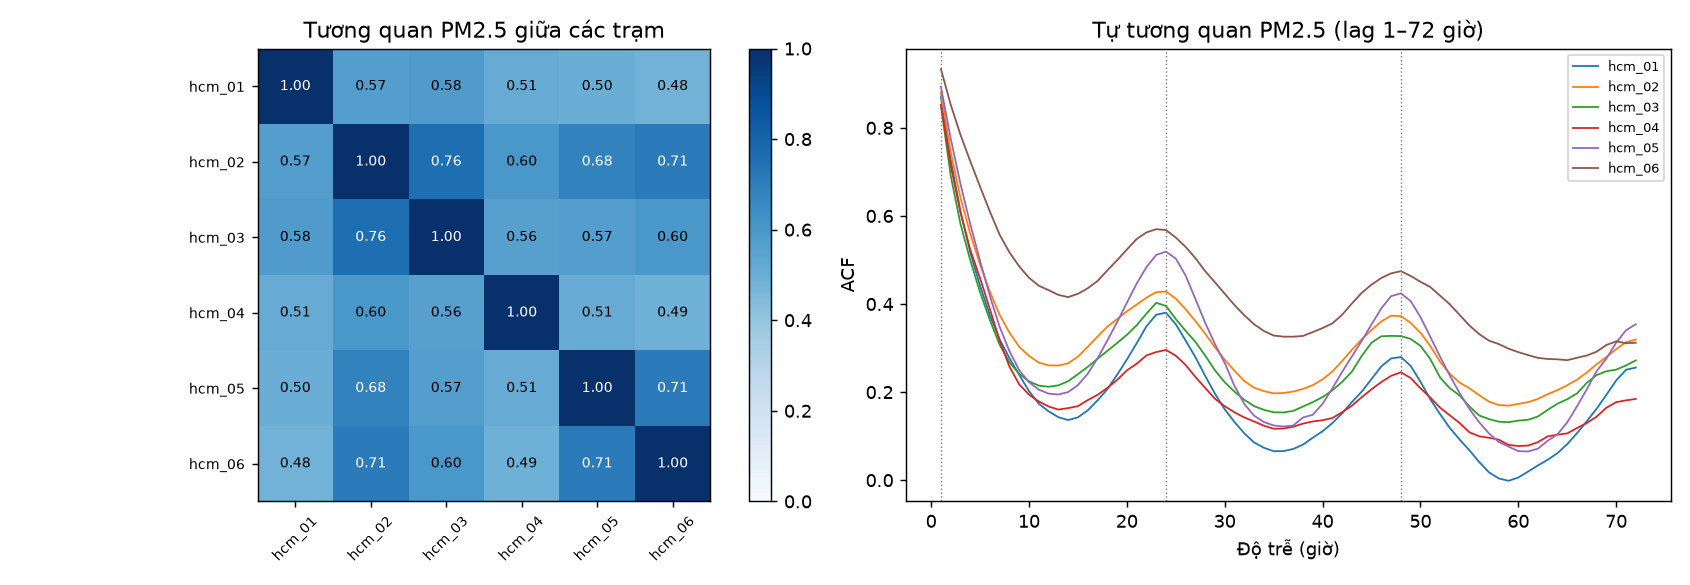 Tương quan PM2.5 giữa các trạm
hcm_01 1.00 0.57 0.58 0.51 0.50 0.48
hcm_02 0.57 1.00 0.76 0.60 0.68 0.71
hcm_03 0.58 0.76 1.00 0.56 0.57 0.60
hcm_04 0.51 0.60 0.56 1.00 0.51 0.49
hcm_05 0.50 0.68 0.57 0.51 1.00 0.71
hcm_06 0.48 0.71 0.60 0.49 0.71 1.00
hcm_01 hcm_02 hcm_03 hcm_04 hcm_05 hcm_06
1.0
0.8
0.6
0.4
0.2
0.0
Tự tương quan PM2.5 (lag 1–72 giờ)
hcm_01
hcm_02
hcm_03
hcm_04
hcm_05
hcm_06
ACF
0.8
0.6
0.4
0.2
0.0
0 10 20 30 40 50 60 70
Độ trễ (giờ)